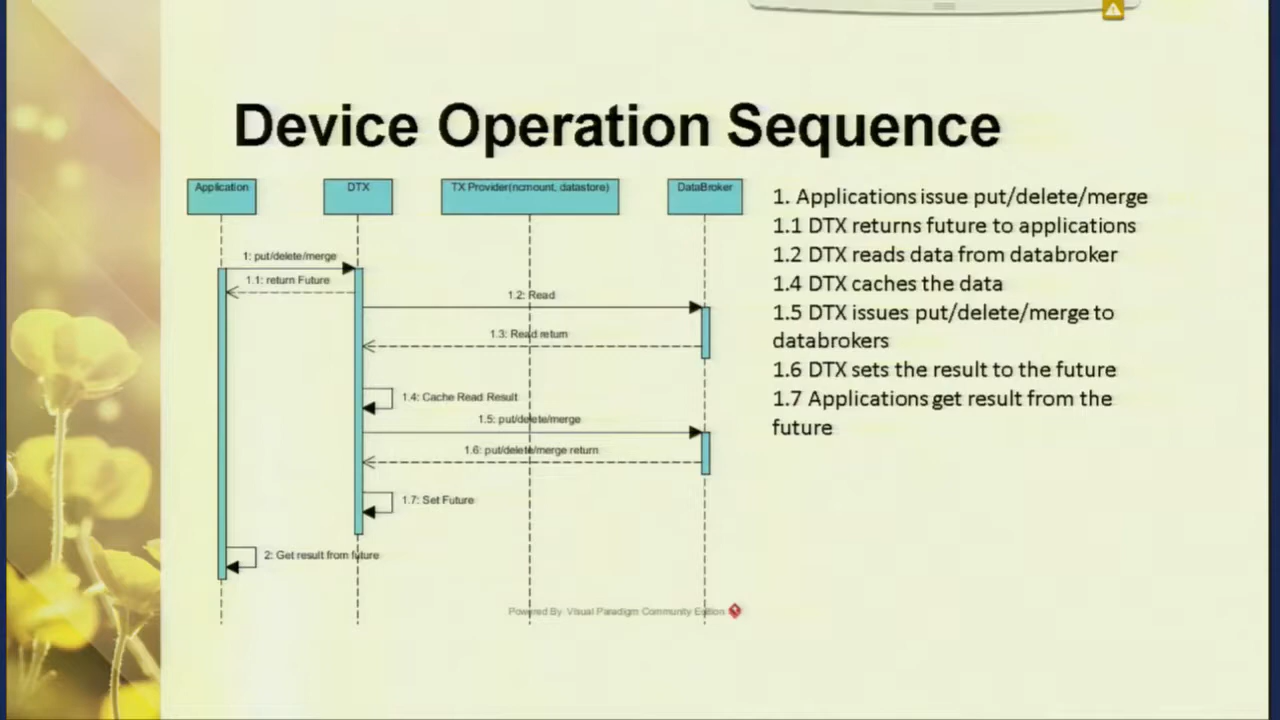 Device Operation Sequence
Application
DTX
TX Provider(ncmount, datastore)
DataBroker
1: put/delete/merge
1.1: return Future
1.2: Read
1.3: Read return
1.4: Cache Read Result
1.5: put/delete/merge
1.6: put/delete/merge return
1.7: Set Future
2: Get result from future
Powered By Visual Paradigm Community Edition
1. Applications issue put/delete/merge
1.1 DTX returns future to applications
1.2 DTX reads data from databroker
1.4 DTX caches the data
1.5 DTX issues put/delete/merge to
databrokers
1.6 DTX sets the result to the future
1.7 Applications get result from the
future